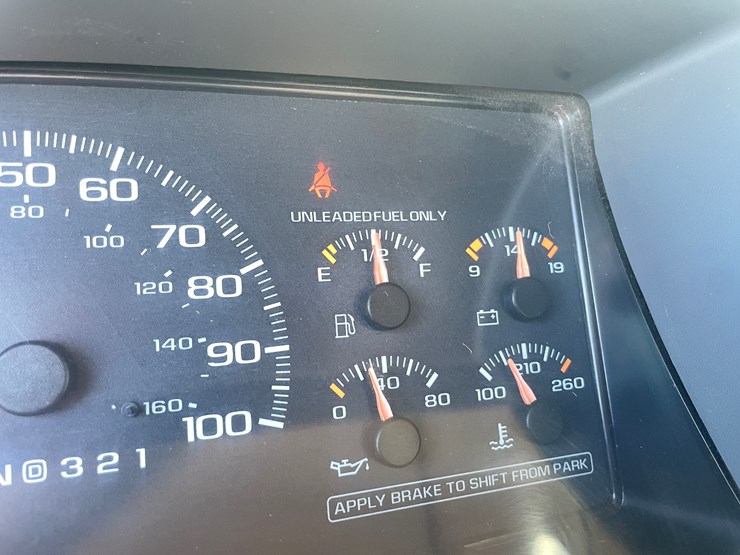 50
80
60
100
70
120
80
140
90
160
100
N D 3 2 1
UNLEADED FUEL ONLY
E 1/2 F
9 14 19
0 40 80
100 210 260
APPLY BRAKE TO SHIFT FROM PARK